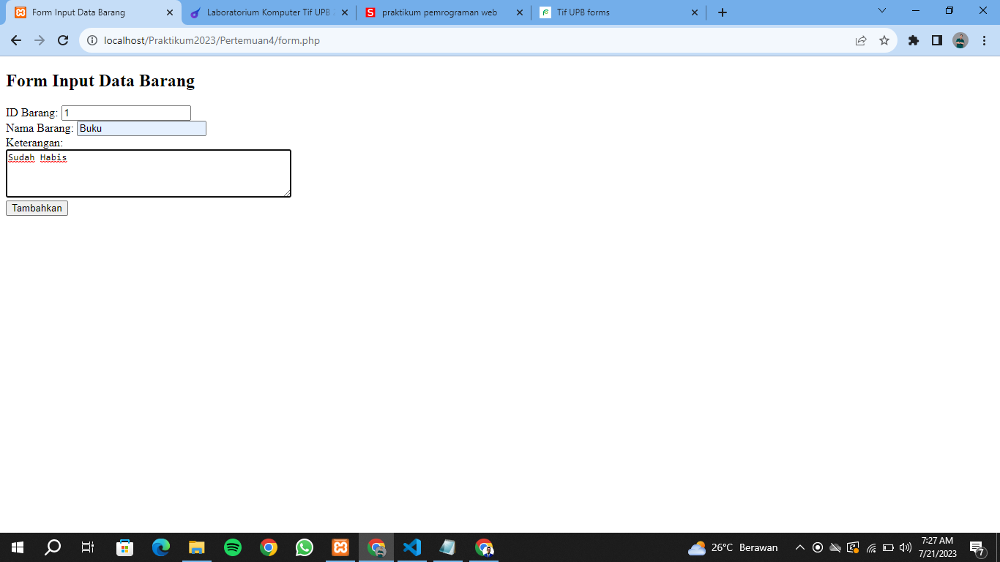 Form Input Data Barang
Laboratorium Komputer Tif UPB
praktikum pemrograman web
Tif UPB forms
localhost/Praktikum2023/Pertemuan4/form.php
Form Input Data Barang
ID Barang: 1
Nama Barang: Buku
Keterangan:
Sudah Habis
Tambahkan
26°C Berawan
7:27 AM
7/21/2023
7